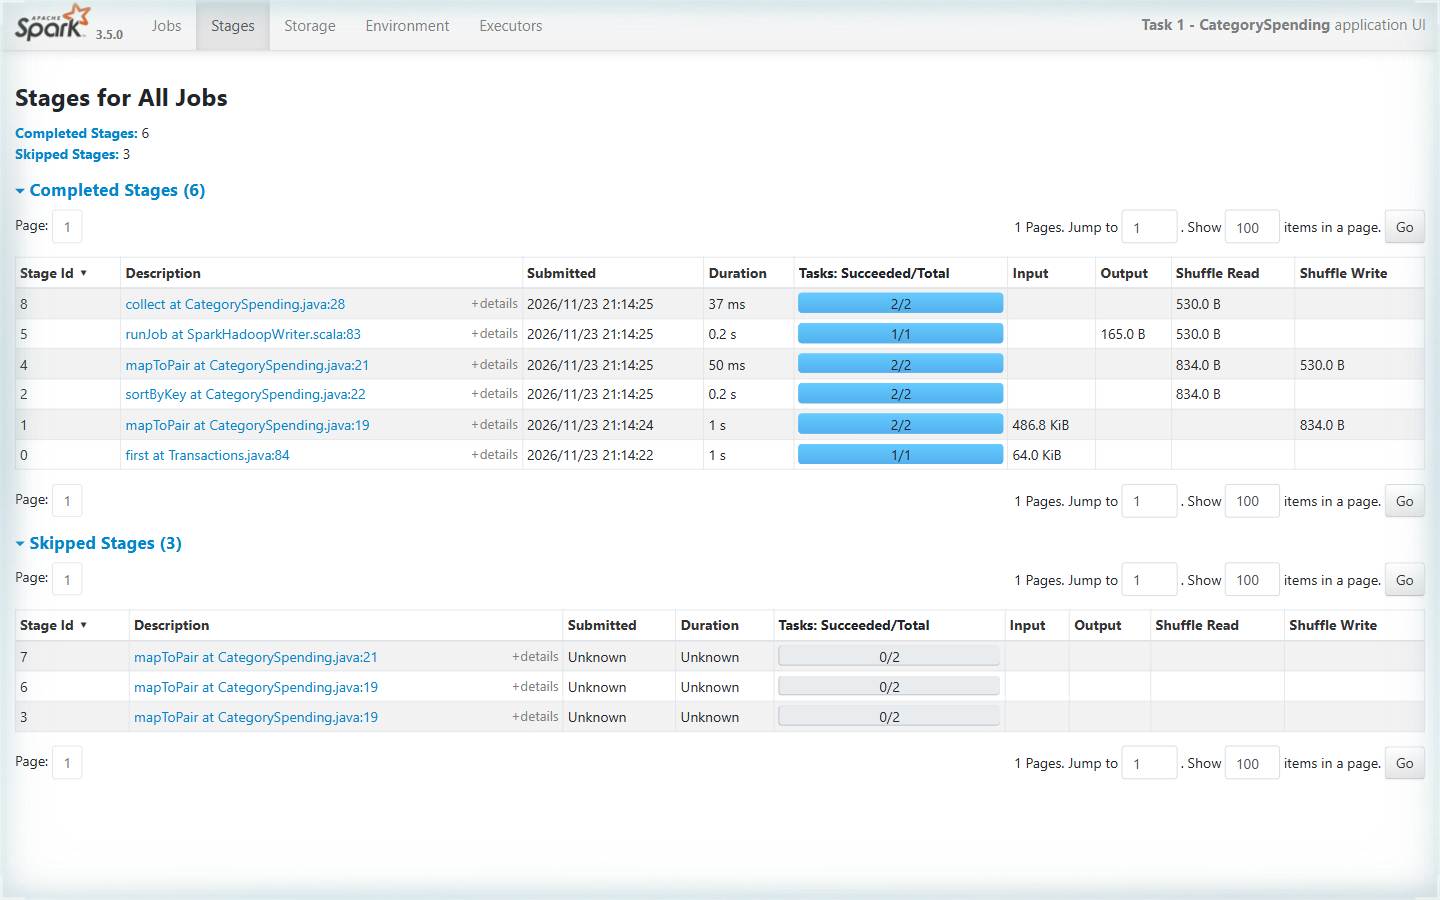 APACHE Spark 3.5.0 Jobs Stages Storage Environment Executors Task 1 - CategorySpending application UI
Stages for All Jobs
Completed Stages: 6
Skipped Stages: 3
Completed Stages (6)
Page: 1 1 Pages. Jump to 1 . Show 100 items in a page. Go
Stage Id ▾ Description Submitted Duration Tasks: Succeeded/Total Input Output Shuffle Read Shuffle Write
8 collect at CategorySpending.java:28 +details 2026/11/23 21:14:25 37 ms 2/2 530.0 B
5 runJob at SparkHadoopWriter.scala:83 +details 2026/11/23 21:14:25 0.2 s 1/1 165.0 B 530.0 B
4 mapToPair at CategorySpending.java:21 +details 2026/11/23 21:14:25 50 ms 2/2 834.0 B 530.0 B
2 sortByKey at CategorySpending.java:22 +details 2026/11/23 21:14:25 0.2 s 2/2 834.0 B
1 mapToPair at CategorySpending.java:19 +details 2026/11/23 21:14:24 1 s 2/2 486.8 KiB 834.0 B
0 first at Transactions.java:84 +details 2026/11/23 21:14:22 1 s 1/1 64.0 KiB
Page: 1 1 Pages. Jump to 1 . Show 100 items in a page. Go
Skipped Stages (3)
Page: 1 1 Pages. Jump to 1 . Show 100 items in a page. Go
Stage Id ▾ Description Submitted Duration Tasks: Succeeded/Total Input Output Shuffle Read Shuffle Write
7 mapToPair at CategorySpending.java:21 +details Unknown Unknown 0/2
6 mapToPair at CategorySpending.java:19 +details Unknown Unknown 0/2
3 mapToPair at CategorySpending.java:19 +details Unknown Unknown 0/2
Page: 1 1 Pages. Jump to 1 . Show 100 items in a page. Go